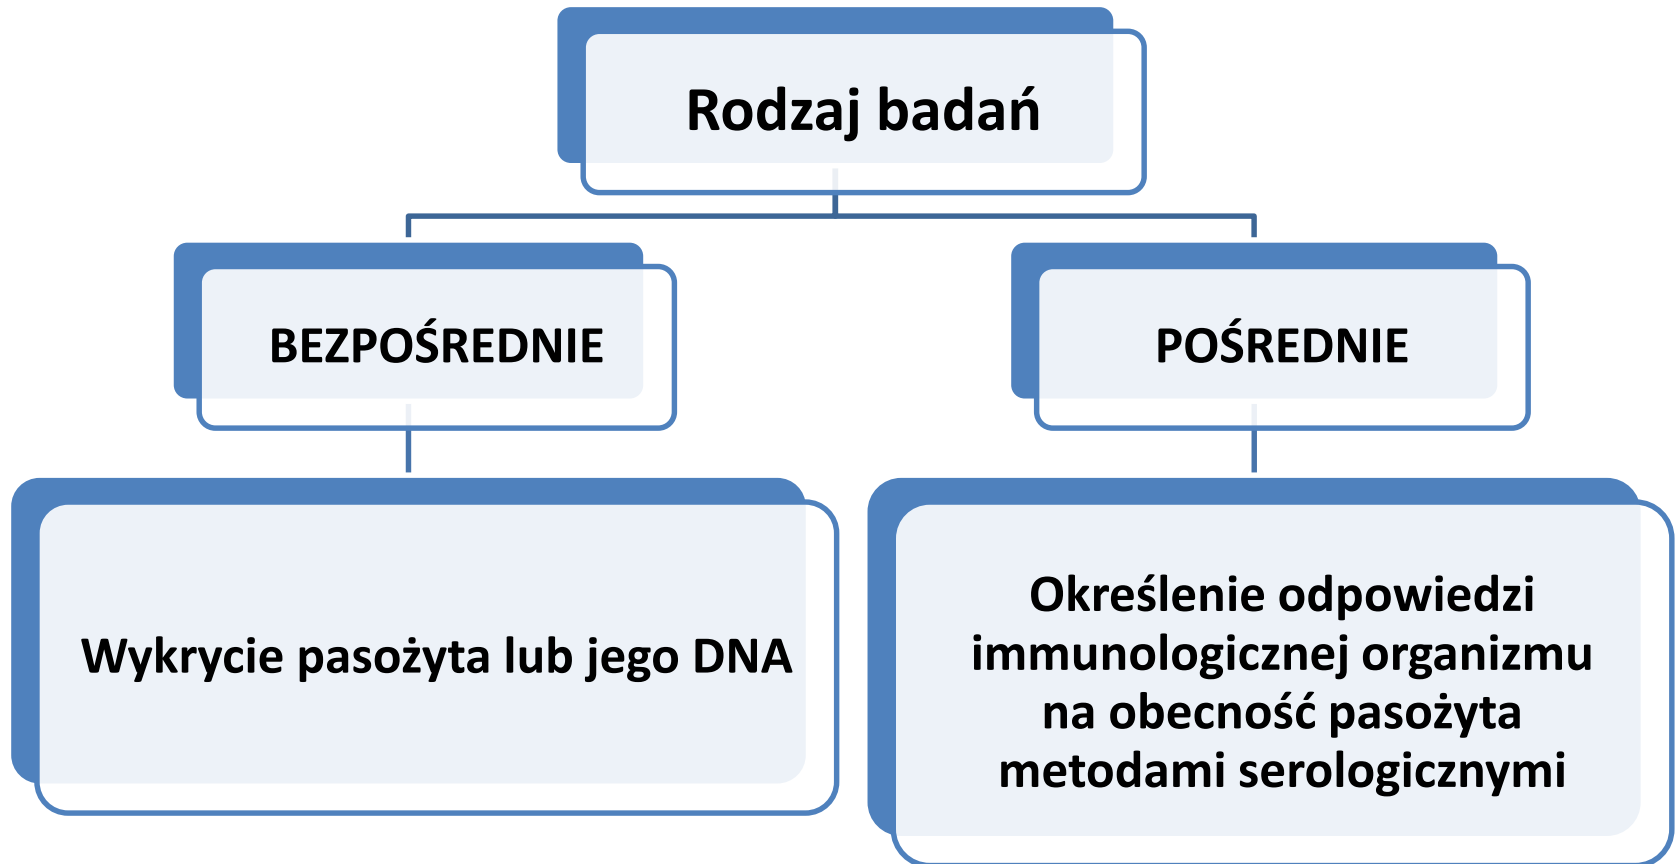 Rodzaj badań
BEZPOŚREDNIE
POŚREDNIE
Wykrycie pasożyta lub jego DNA
Określenie odpowiedzi
immunologicznej organizmu
na obecność pasożyta
metodami serologicznymi